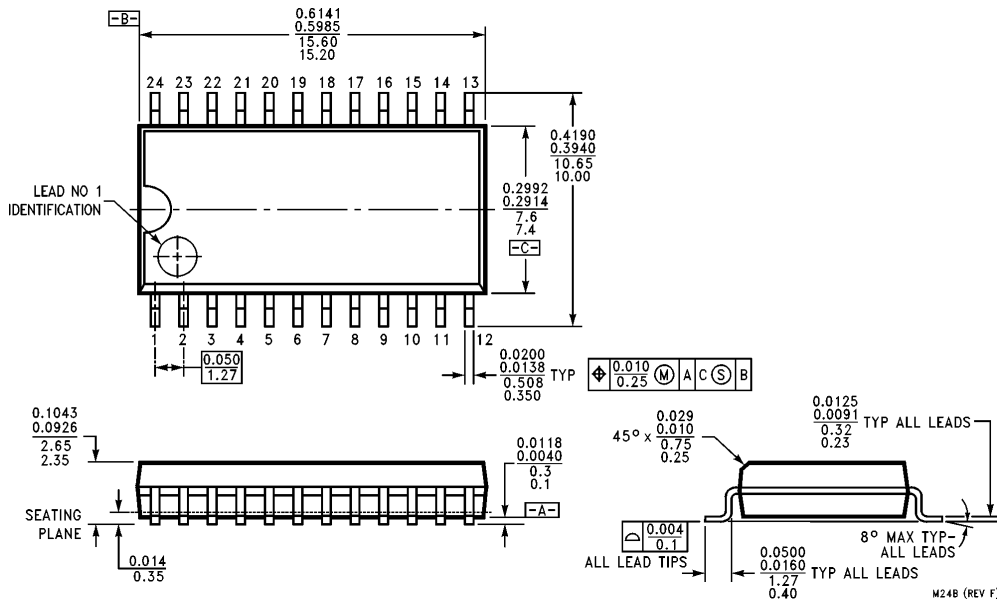 -B-
0.6141
0.5985
15.60
15.20
24 23 22 21 20 19 18 17 16 15 14 13
0.4190
0.3940
10.65
10.00
LEAD NO 1
IDENTIFICATION
0.2992
0.2914
7.6
7.4
-C-
1 2 3 4 5 6 7 8 9 10 11 12
0.050
1.27
0.0200
0.0138
0.508
0.350
TYP
⌖ 0.010 Ⓜ A C Ⓢ B
0.25
0.1043
0.0926
2.65
2.35
0.0118
0.0040
0.3
0.1
-A-
SEATING
PLANE
0.014
0.35
45° x
0.029
0.010
0.75
0.25
0.0125
0.0091
0.32
0.23
TYP ALL LEADS
0.004
0.1
ALL LEAD TIPS
0.0500
0.0160
1.27
0.40
TYP ALL LEADS
8° MAX TYP-
ALL LEADS
M24B (REV F)